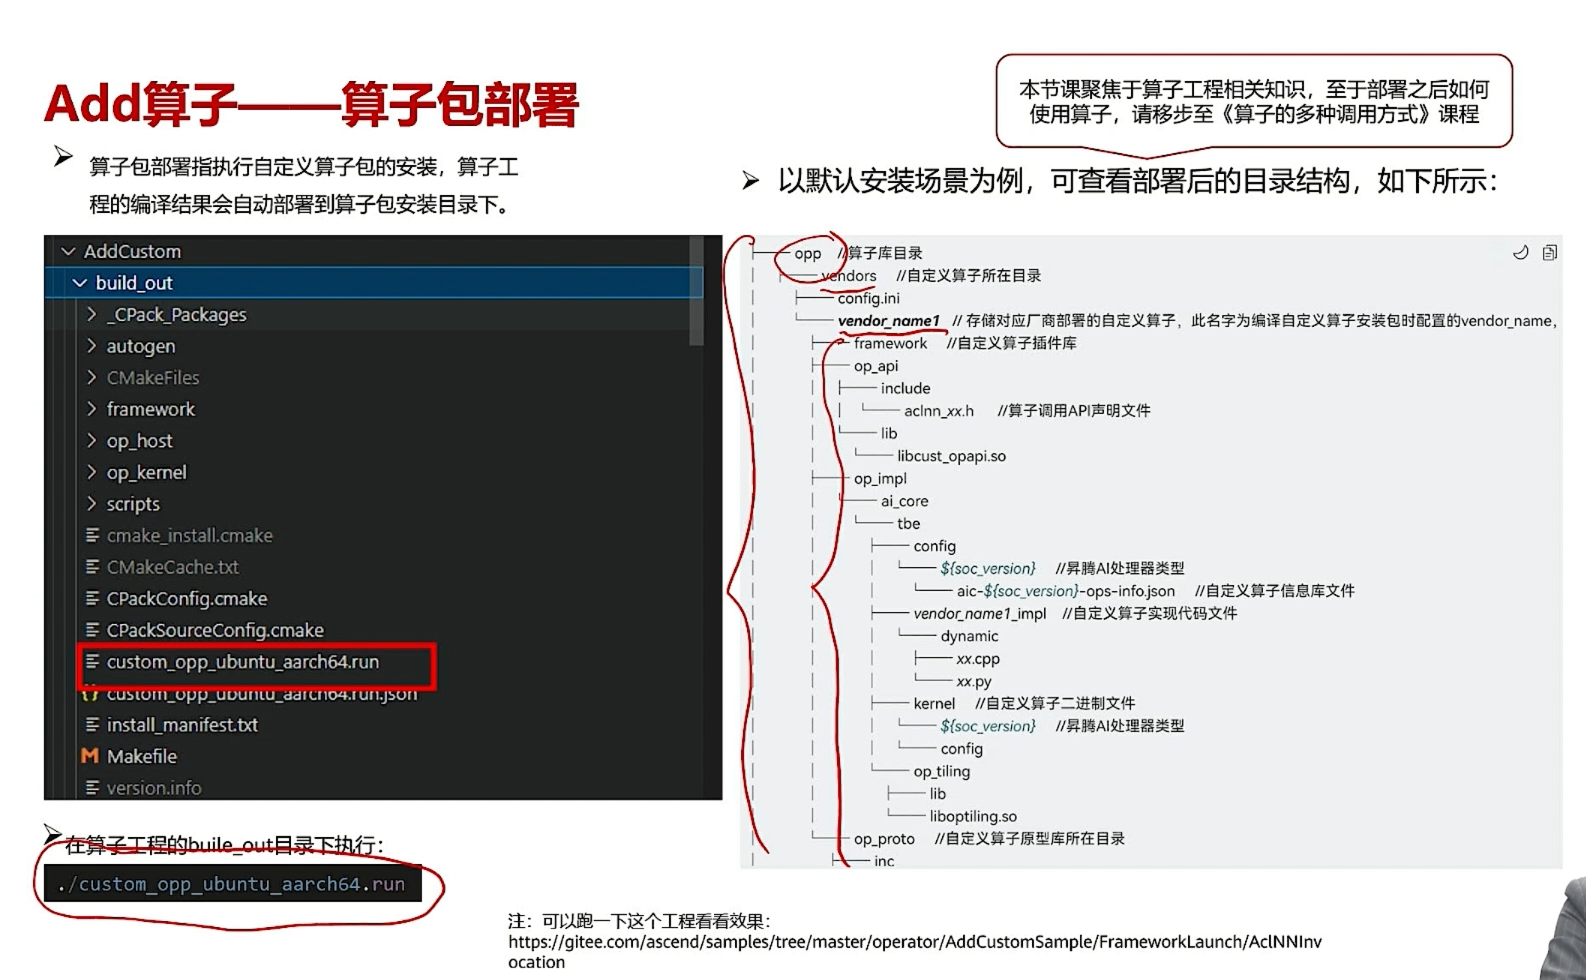 本节课聚焦于算子工程相关知识，至于部署之后如何
使用算子，请移步至《算子的多种调用方式》课程
Add算子——算子包部署
➢ 算子包部署指执行自定义算子包的安装，算子工
程的编译结果会自动部署到算子包安装目录下。
AddCustom
build_out
_CPack_Packages
autogen
CMakeFiles
framework
op_host
op_kernel
scripts
cmake_install.cmake
CMakeCache.txt
CPackConfig.cmake
CPackSourceConfig.cmake
custom_opp_ubuntu_aarch64.run
{} custom_opp_ubuntu_aarch64.run.json
install_manifest.txt
M Makefile
version.info
➢ 在算子工程的buile_out目录下执行：
./custom_opp_ubuntu_aarch64.run
➢ 以默认安装场景为例，可查看部署后的目录结构，如下所示：
opp //算子库目录
vendors //自定义算子所在目录
config.ini
vendor_name1 // 存储对应厂商部署的自定义算子，此名字为编译自定义算子安装包时配置的vendor_name，
framework //自定义算子插件库
op_api
include
aclnn_xx.h //算子调用API声明文件
lib
libcust_opapi.so
op_impl
ai_core
tbe
config
${soc_version} //昇腾AI处理器类型
aic-${soc_version}-ops-info.json //自定义算子信息库文件
vendor_name1_impl //自定义算子实现代码文件
dynamic
xx.cpp
xx.py
kernel //自定义算子二进制文件
${soc_version} //昇腾AI处理器类型
config
op_tiling
lib
liboptiling.so
op_proto //自定义算子原型库所在目录
inc
注：可以跑一下这个工程看看效果：
https://gitee.com/ascend/samples/tree/master/operator/AddCustomSample/FrameworkLaunch/AclNNInv
ocation